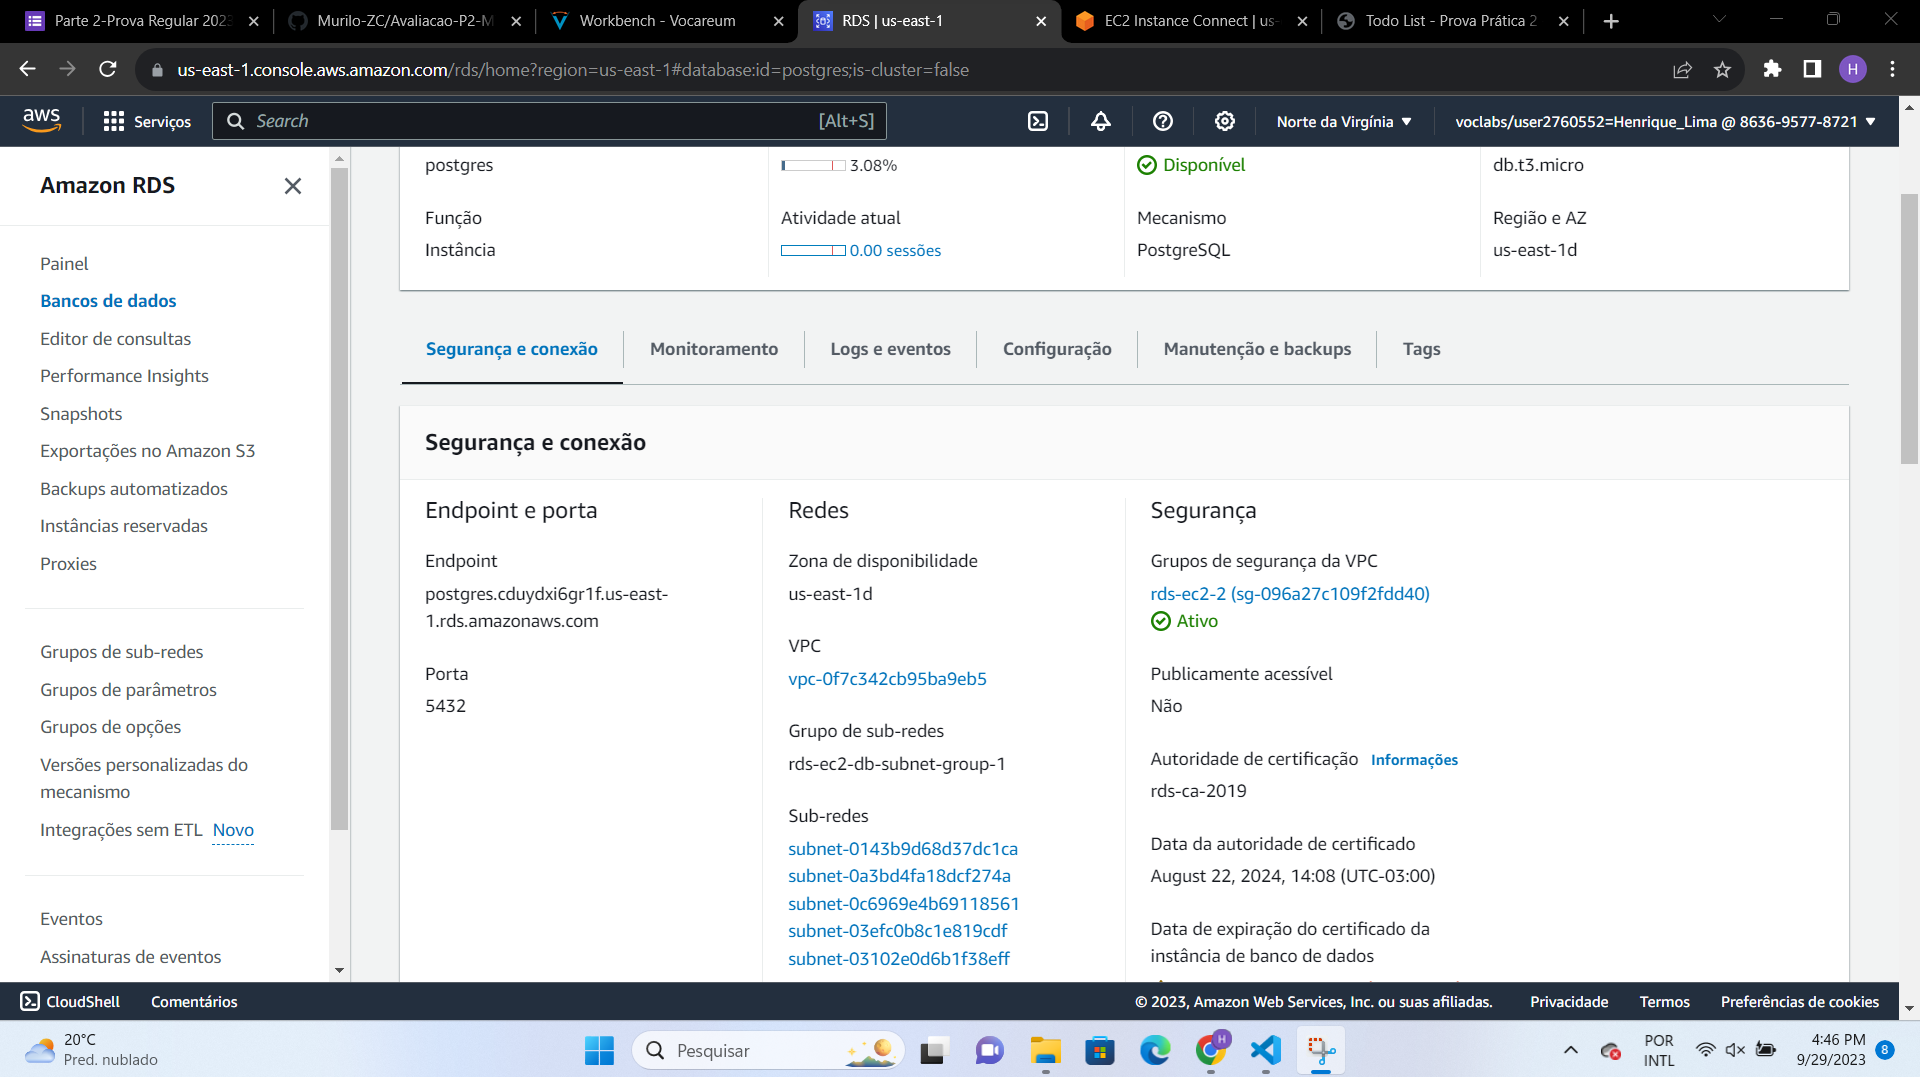 Parte 2-Prova Regular 2023
Murilo-ZC/Avaliacao-P2-M
Workbench - Vocareum
RDS | us-east-1
EC2 Instance Connect | us-
Todo List - Prova Prática 2
us-east-1.console.aws.amazon.com/rds/home?region=us-east-1#database:id=postgres;is-cluster=false
H
aws
Serviços
Search
[Alt+S]
Norte da Virgínia
voclabs/user2760552=Henrique_Lima @ 8636-9577-8721
Amazon RDS
Painel
Bancos de dados
Editor de consultas
Performance Insights
Snapshots
Exportações no Amazon S3
Backups automatizados
Instâncias reservadas
Proxies
Grupos de sub-redes
Grupos de parâmetros
Grupos de opções
Versões personalizadas do
mecanismo
Integrações sem ETL Novo
Eventos
Assinaturas de eventos
postgres
3.08%
Disponível
db.t3.micro
Função
Atividade atual
Mecanismo
Região e AZ
Instância
0.00 sessões
PostgreSQL
us-east-1d
Segurança e conexão
Monitoramento
Logs e eventos
Configuração
Manutenção e backups
Tags
Segurança e conexão
Endpoint e porta
Endpoint
postgres.cduydxi6gr1f.us-east-
1.rds.amazonaws.com
Porta
5432
Redes
Zona de disponibilidade
us-east-1d
VPC
vpc-0f7c342cb95ba9eb5
Grupo de sub-redes
rds-ec2-db-subnet-group-1
Sub-redes
subnet-0143b9d68d37dc1ca
subnet-0a3bd4fa18dcf274a
subnet-0c6969e4b69118561
subnet-03efc0b8c1e819cdf
subnet-03102e0d6b1f38eff
Segurança
Grupos de segurança da VPC
rds-ec2-2 (sg-096a27c109f2fdd40)
Ativo
Publicamente acessível
Não
Autoridade de certificação Informações
rds-ca-2019
Data da autoridade de certificado
August 22, 2024, 14:08 (UTC-03:00)
Data de expiração do certificado da
instância de banco de dados
CloudShell
Comentários
© 2023, Amazon Web Services, Inc. ou suas afiliadas.
Privacidade
Termos
Preferências de cookies
20°C
Pred. nublado
Pesquisar
H
POR
INTL
4:46 PM
9/29/2023
8